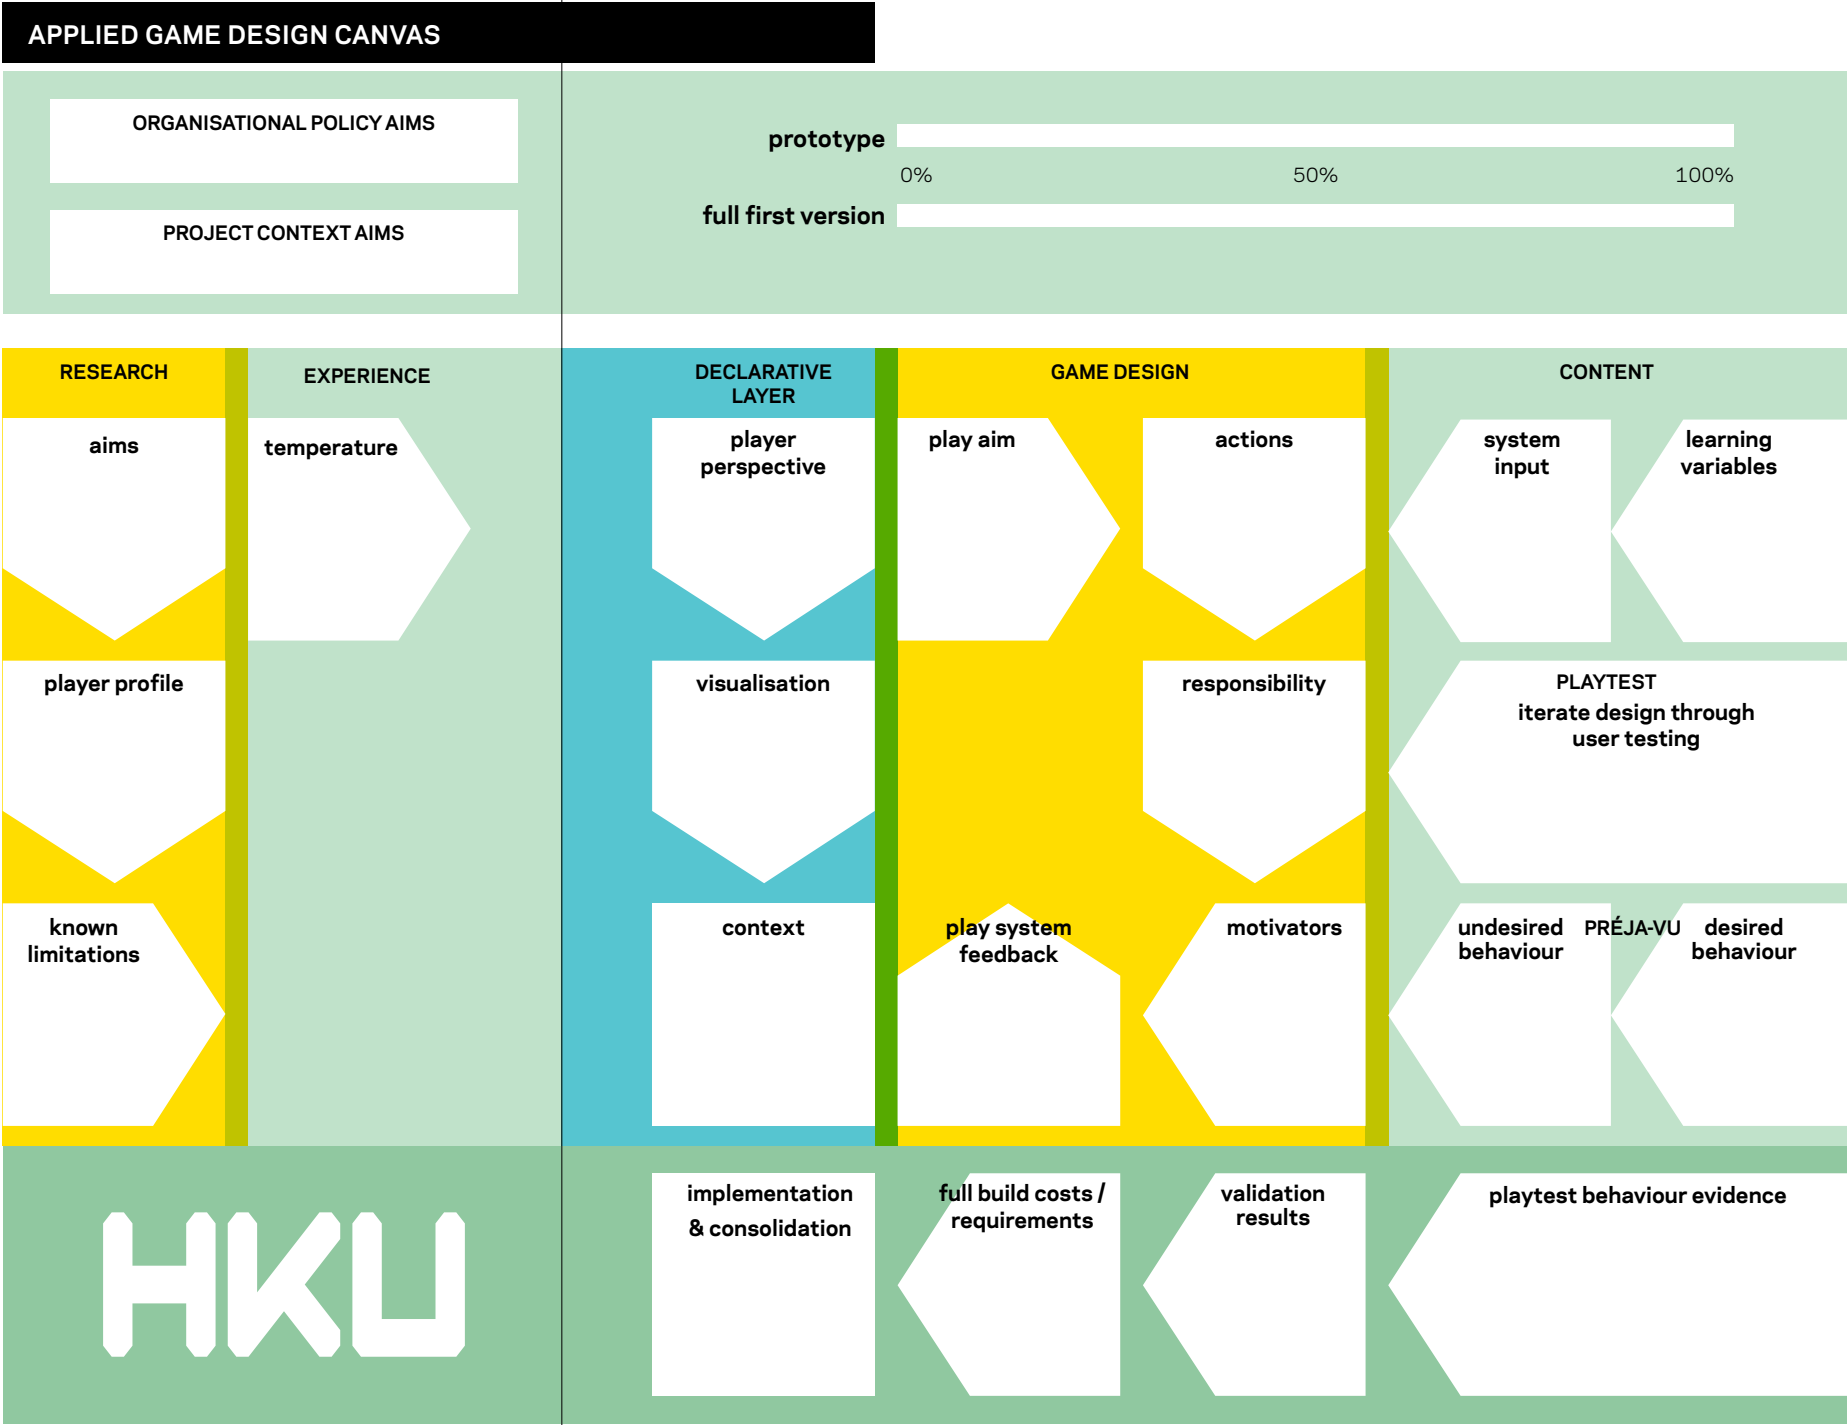 APPLIED GAME DESIGN CANVAS
ORGANISATIONAL POLICY AIMS
PROJECT CONTEXT AIMS
prototype
0% 50% 100%
full first version
RESEARCH
aims
player profile
known
limitations
EXPERIENCE
temperature
DECLARATIVE
LAYER
player
perspective
visualisation
context
GAME DESIGN
play aim
actions
responsibility
play system
feedback
motivators
CONTENT
system
input
learning
variables
PLAYTEST
iterate design through
user testing
PRÉJA-VU
undesired
behaviour
desired
behaviour
HKU
implementation
& consolidation
full build costs /
requirements
validation
results
playtest behaviour evidence